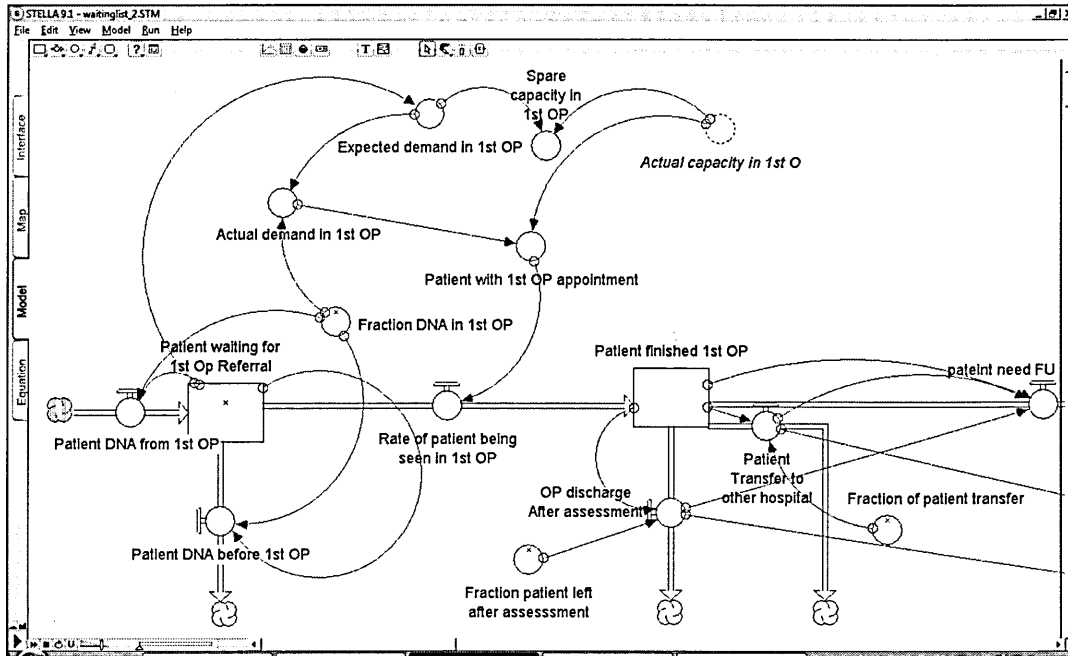 STELLA 9.1 - waitinglist_2.STM
File Edit View Model Run Help
Interface
Map
Model
Equation
Spare
capacity in
1st OP
Expected demand in 1st OP
Actual capacity in 1st O
Actual demand in 1st OP
Patient with 1st OP appointment
Fraction DNA in 1st OP
Patient waiting for
1st Op Referral
Patient finished 1st OP
pateint need FU
Patient DNA from 1st OP
Rate of patient being
seen in 1st OP
Patient
Transfer to
other hospital
OP discharge
After assessment
Fraction of patient transfer
Patient DNA before 1st OP
Fraction patient left
after assesssment